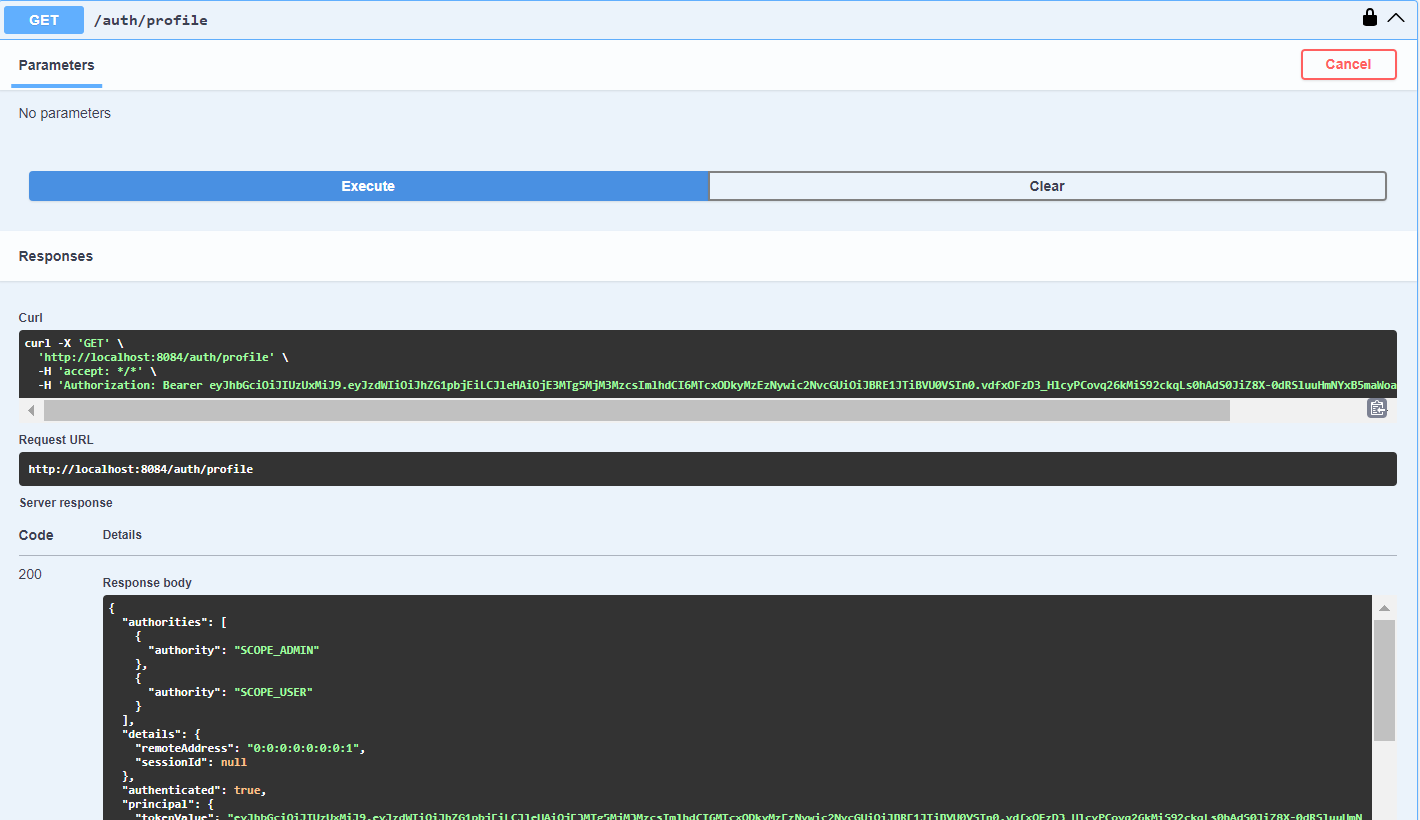 GET /auth/profile
Parameters
Cancel
No parameters
Execute
Clear
Responses
Curl
curl -X 'GET' \
'http://localhost:8084/auth/profile' \
-H 'accept: */*' \
-H 'Authorization: Bearer eyJhbGciOiJIUzUxMiJ9.eyJzdWIiOiJhZG1pbjEiLCJleHAiOjE3MTg5MjM3MzcsImlhdCI6MTcxODkyMzEzNywic2NvcGUiOiJBRE1JTiBVU0VSIn0.vdfxOFzD3_HlcyPCovq26kMiS92ckqLs0hAdS0JiZ8X-0dRSluuHmNYxB5maWoa
Request URL
http://localhost:8084/auth/profile
Server response
Code Details
200
Response body
{
"authorities": [
{
"authority": "SCOPE_ADMIN"
},
{
"authority": "SCOPE_USER"
}
],
"details": {
"remoteAddress": "0:0:0:0:0:0:0:1",
"sessionId": null
},
"authenticated": true,
"principal": {
"tokenValue":